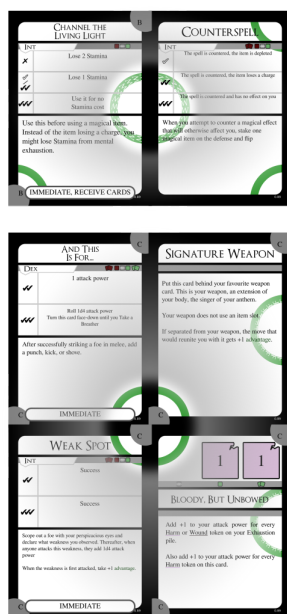 CHANNEL THE
LIVING LIGHT
B
INT
Lose 2 Stamina
Lose 1 Stamina
Use it for no
Stamina cost
Use this before using a magical item.
Instead of the item losing a charge, you
might lose Stamina from mental
exhaustion.
B
IMMEDIATE, RECEIVE CARDS
COUNTERSPELL
INT
The spell is countered, the item is depleted
The spell is countered, the item loses a charge
The spell is countered and has no effect on you
When you attempt to counter a magical effect
that will otherwise affect you, stake one
magical item on the defense and flip
AND THIS
IS FOR...
C
DEX
1 attack power
Roll 1d4 attack power
Turn this card face-down until you Take a
Breather
After successfully striking a foe in melee, add
a punch, kick, or shove.
C
IMMEDIATE
SIGNATURE WEAPON
C
Put this card behind your favourite weapon
card. This is your weapon, an extension of
your body, the singer of your anthem.
Your weapon does not use an item slot.
If separated from your weapon, the move that
would reunite you with it gets +1 advantage.
C
WEAK SPOT
C
INT
Success
Success
Scope out a foe with your perspicacious eyes and
declare what weakness you observed. Thereafter, when
anyone attacks this weakness, they add 1d4 attack
power
When the weakness is first attacked, take +1 advantage.
C
IMMEDIATE
C
1
1
BLOODY, BUT UNBOWED
Add +1 to your attack power for every
Harm or Wound token on your Exhaustion
pile.
Also add +1 to your attack power for every
Harm token on this card.
C